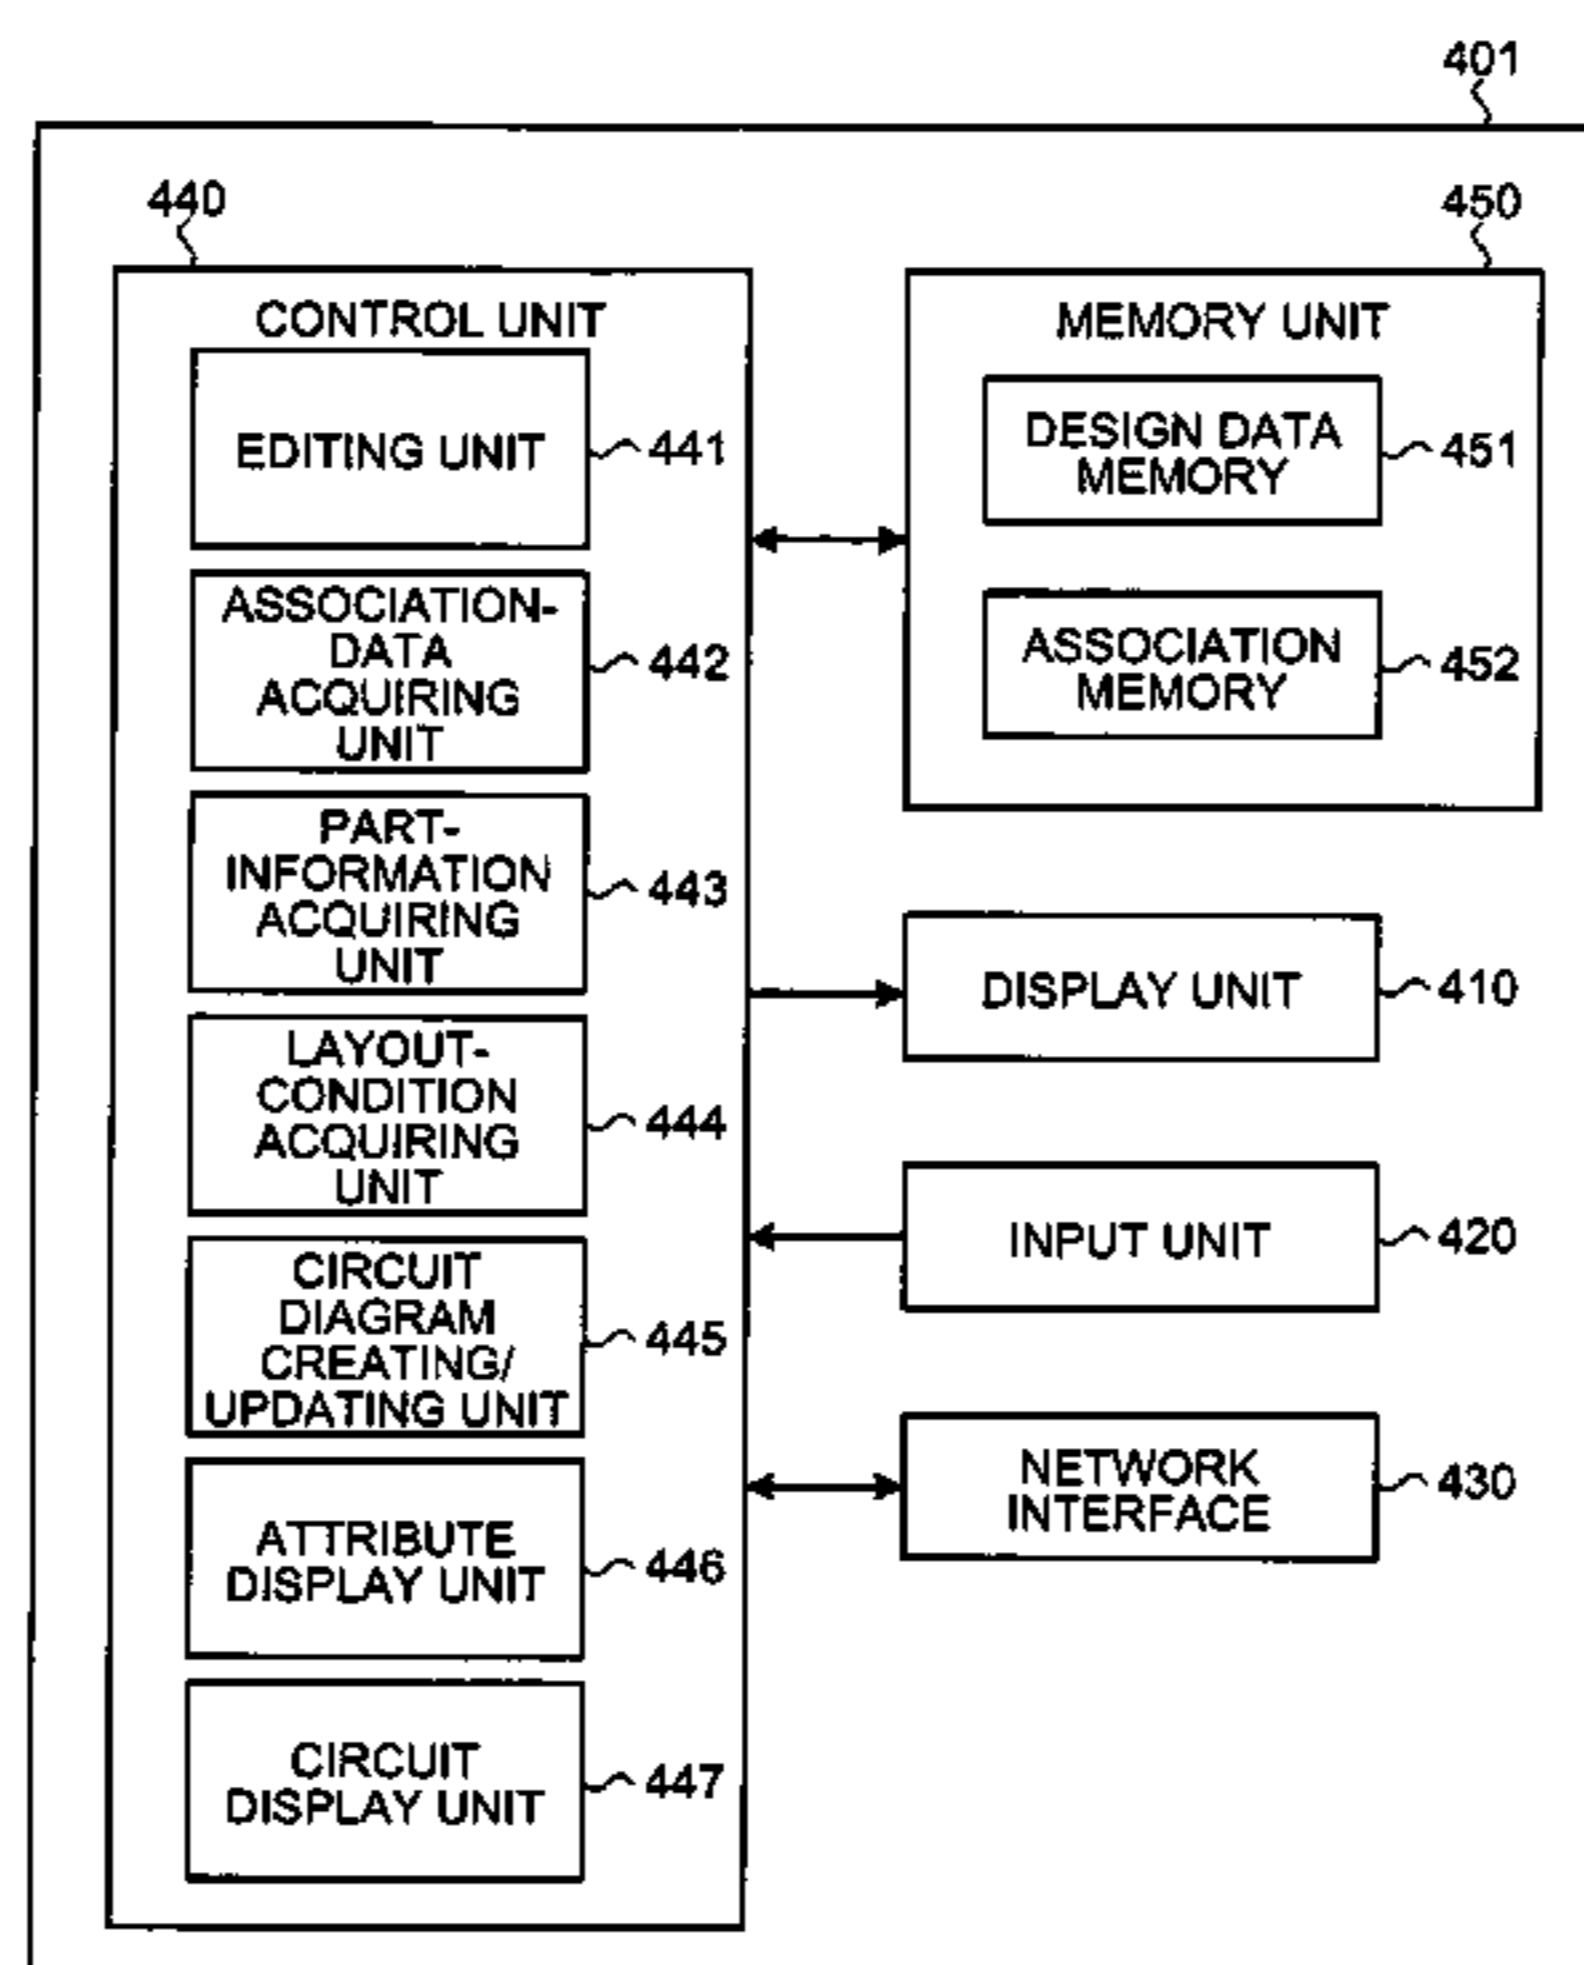 401
440
CONTROL UNIT
EDITING UNIT
441
ASSOCIATION-
DATA
ACQUIRING
UNIT
442
PART-
INFORMATION
ACQUIRING
UNIT
443
LAYOUT-
CONDITION
ACQUIRING
UNIT
444
CIRCUIT
DIAGRAM
CREATING/
UPDATING UNIT
445
ATTRIBUTE
DISPLAY UNIT
446
CIRCUIT
DISPLAY UNIT
447
450
MEMORY UNIT
DESIGN DATA
MEMORY
451
ASSOCIATION
MEMORY
452
DISPLAY UNIT
410
INPUT UNIT
420
NETWORK
INTERFACE
430